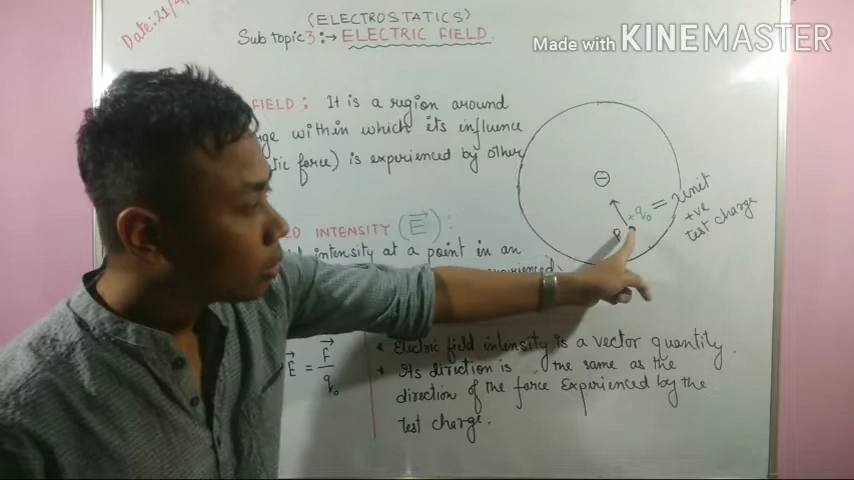 Date: 21/4
(ELECTROSTATICS)
Sub topic 3 :→ ELECTRIC FIELD.
Made with KINEMASTER
FIELD : It is a region around
ge within which its influence
tic force) is experienced by other
−
+q₀ = unit
+ve
test charge
P
D INTENSITY (E⃗) :
intensity at a point in an
experienced
E⃗ = F⃗ / q₀
* Electric field intensity is a vector quantity.
* Its direction is the same as the
direction of the force Experienced by the
test charge.